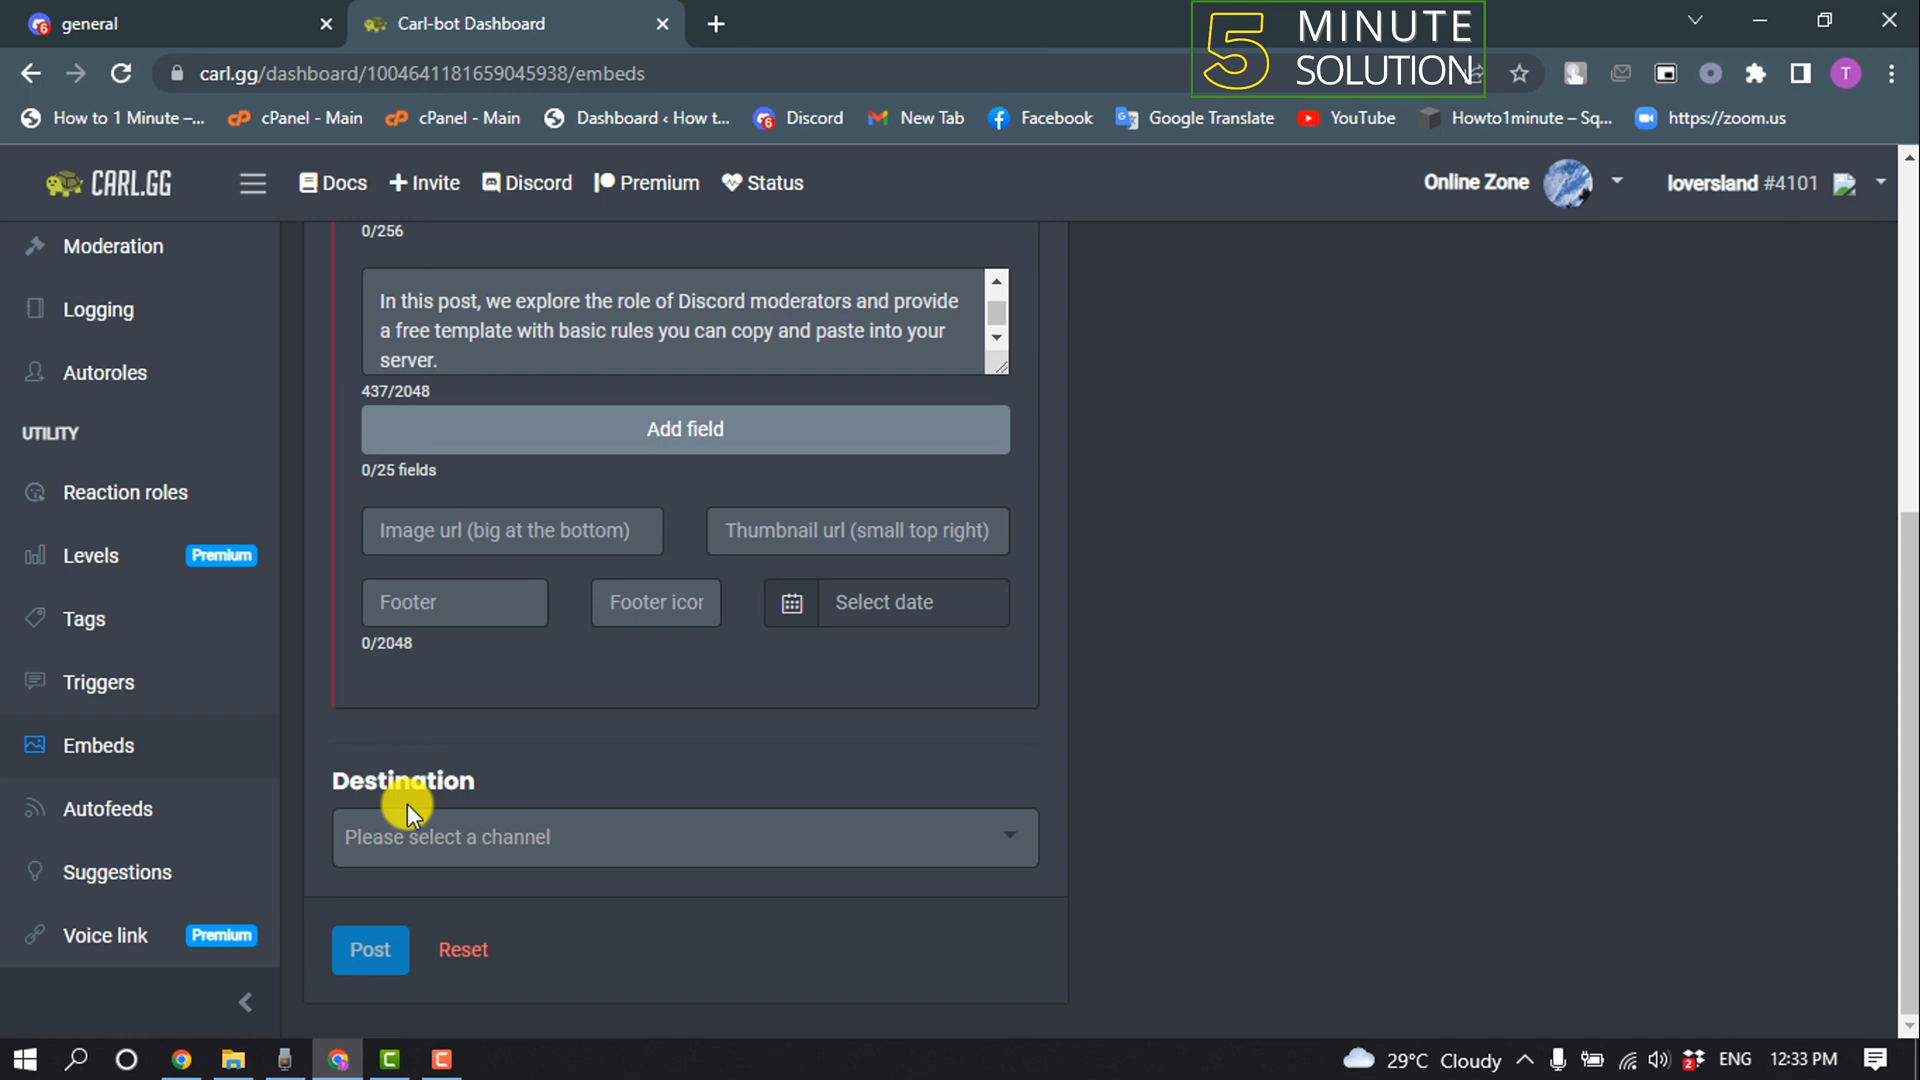 general
Carl-bot Dashboard
5 MINUTE SOLUTION
carl.gg/dashboard/1004641181659045938/embeds
T
How to 1 Minute –...
cPanel - Main
cPanel - Main
Dashboard ‹ How t...
Discord
New Tab
Facebook
Google Translate
YouTube
Howto1minute – Sq...
https://zoom.us
CARL.GG
Docs
Invite
Discord
Premium
Status
Online Zone
loversland #4101
Moderation
Logging
Autoroles
UTILITY
Reaction roles
Levels
Premium
Tags
Triggers
Embeds
Autofeeds
Suggestions
Voice link
Premium
0/256
In this post, we explore the role of Discord moderators and provide
a free template with basic rules you can copy and paste into your
server.
437/2048
Add field
0/25 fields
Image url (big at the bottom)
Thumbnail url (small top right)
Footer
Footer icor
Select date
0/2048
Destination
Please select a channel
Post
Reset
29°C Cloudy
ENG
12:33 PM